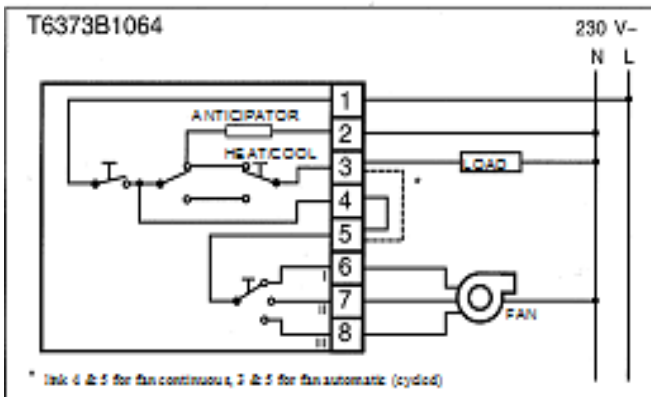 T6373B1064
230 V~
N L
1
ANTICIPATOR
2
HEAT/COOL
3
LOAD
*
4
5
I
6
II
7
FAN
III
8
* link 4 & 5 for fan continuous, 3 & 5 for fan automatic (cycled)